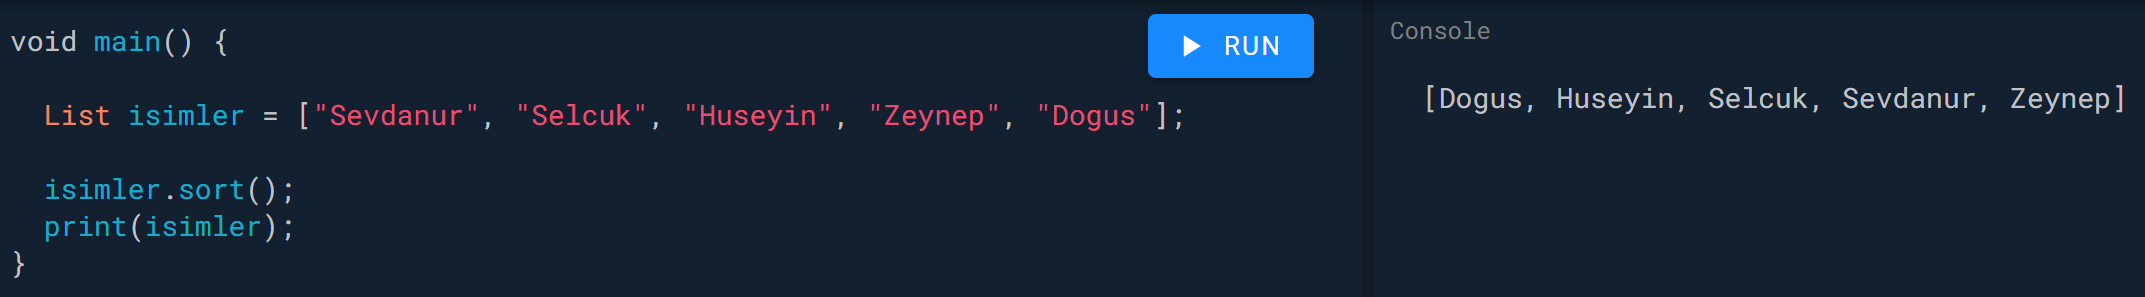 void main() {
List isimler = ["Sevdanur", "Selcuk", "Huseyin", "Zeynep", "Dogus"];
isimler.sort();
print(isimler);
}
RUN
Console
[Dogus, Huseyin, Selcuk, Sevdanur, Zeynep]